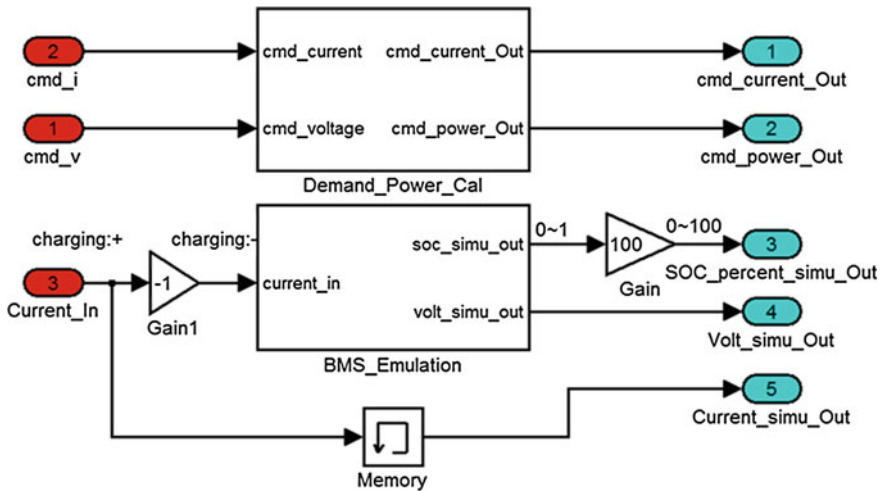 2
cmd_i
cmd_current
cmd_current_Out
1
cmd_current_Out
1
cmd_v
cmd_voltage
cmd_power_Out
2
cmd_power_Out
Demand_Power_Cal
charging:+
charging:-
3
Current_In
-1
Gain1
current_in
soc_simu_out
volt_simu_out
BMS_Emulation
0~1
100
Gain
0~100
3
SOC_percent_simu_Out
4
Volt_simu_Out
5
Current_simu_Out
Memory